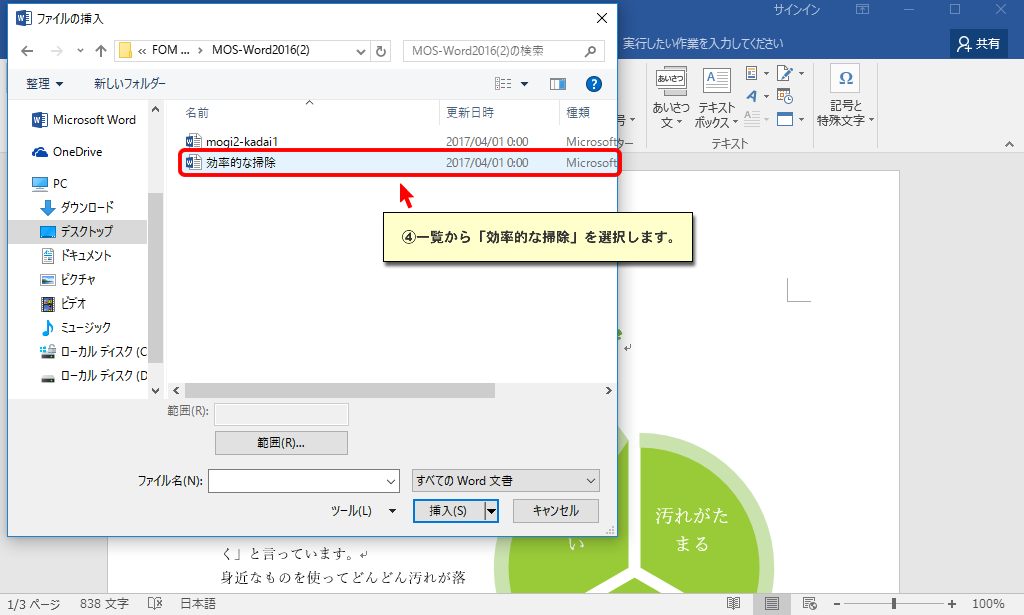 ファイルの挿入
サインイン
« FOM ... › MOS-Word2016(2)
MOS-Word2016(2)の検索
実行したい作業を入力してください
共有
整理
新しいフォルダー
名前
更新日時
種類
Microsoft Word
OneDrive
PC
ダウンロード
デスクトップ
ドキュメント
ピクチャ
ビデオ
ミュージック
ローカル ディスク (C
ローカル ディスク (D
mogi2-kadai1 2017/04/01 0:00 Microsoft
効率的な掃除 2017/04/01 0:00 Microsoft
④一覧から「効率的な掃除」を選択します。
あいさつ
あいさつ
文
テキスト
ボックス
記号と
特殊文字
号
ター
テキスト
範囲(R):
範囲(R)...
ファイル名(N):
すべての Word 文書
ツール(L)
挿入(S)
キャンセル
汚れがた
まる
い
く」と言っています。
身近なものを使ってどんどん汚れが落
1/3 ページ
838 文字
日本語
100%